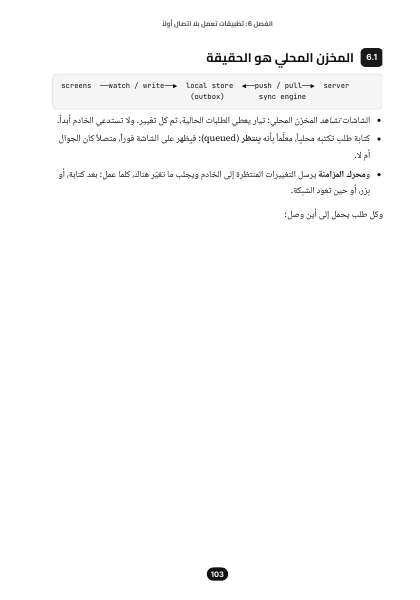 الفصل 6: تطبيقات تعمل بلا اتصال أولاً
6.1 المخزن المحلي هو الحقيقة
screens ──watch / write──▶ local store ◀──push / pull──▶ server
(outbox) sync engine
• الشاشات تشاهد المخزن المحلي: تيار يعطي الطلبات الحالية، ثم كل تغيير. ولا تستدعي الخادم أبداً.
• كتابة طلب تكتبه محلياً، معلَّماً بأنه ينتظر (queued): فيظهر على الشاشة فوراً، متصلاً كان الجوال
أم لا.
• ومحرك المزامنة يرسل التغييرات المنتظرة إلى الخادم ويجلب ما تغيّر هناك، كلما عمل: بعد كتابة، أو
بزر، أو حين تعود الشبكة.
وكل طلب يحمل إلى أين وصل:
103